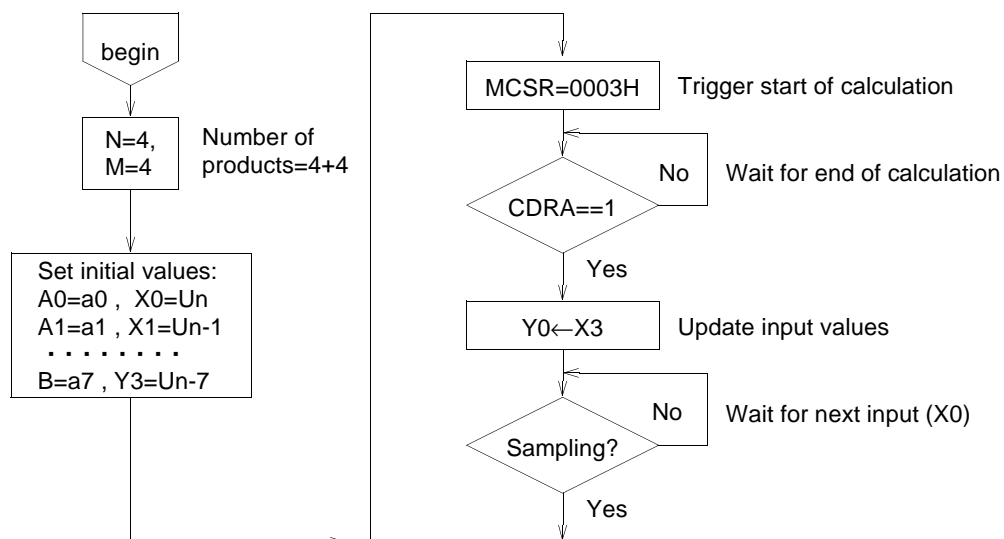 begin
N=4,
M=4
Number of
products=4+4
Set initial values:
A0=a0 , X0=Un
A1=a1 , X1=Un-1
. . . . . . . .
B=a7 , Y3=Un-7
MCSR=0003H
Trigger start of calculation
No
Wait for end of calculation
CDRA==1
Yes
Y0←X3
Update input values
No
Wait for next input (X0)
Sampling?
Yes